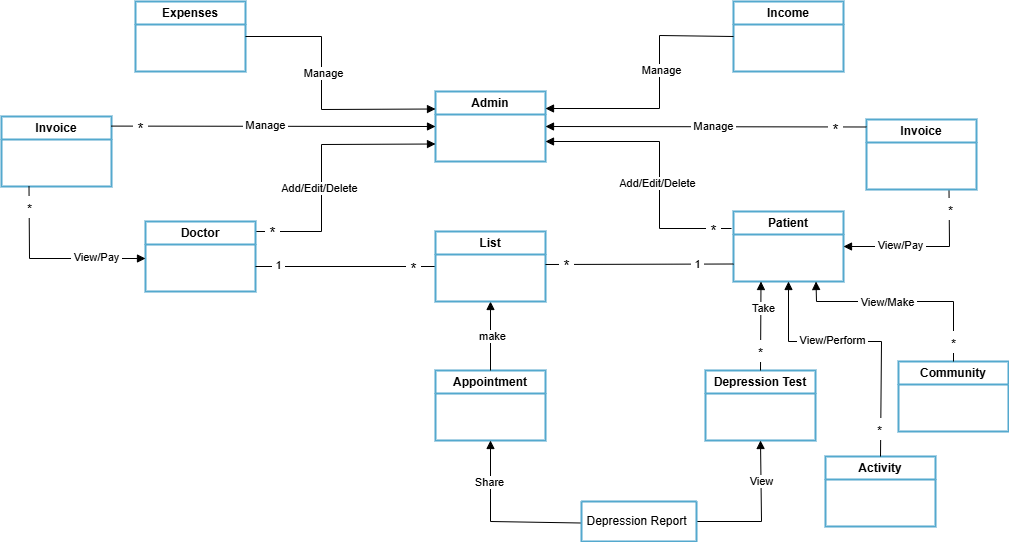 Expenses
Income
Manage
Manage
Admin
Invoice
* Manage
Manage *
Invoice
Add/Edit/Delete
Add/Edit/Delete
*
*
Doctor
*
List
*
Patient
View/Pay
1
*
*
1
View/Pay
make
Take
View/Make
*
View/Perform
*
Appointment
Depression Test
Community
*
Share
View
Activity
Depression Report